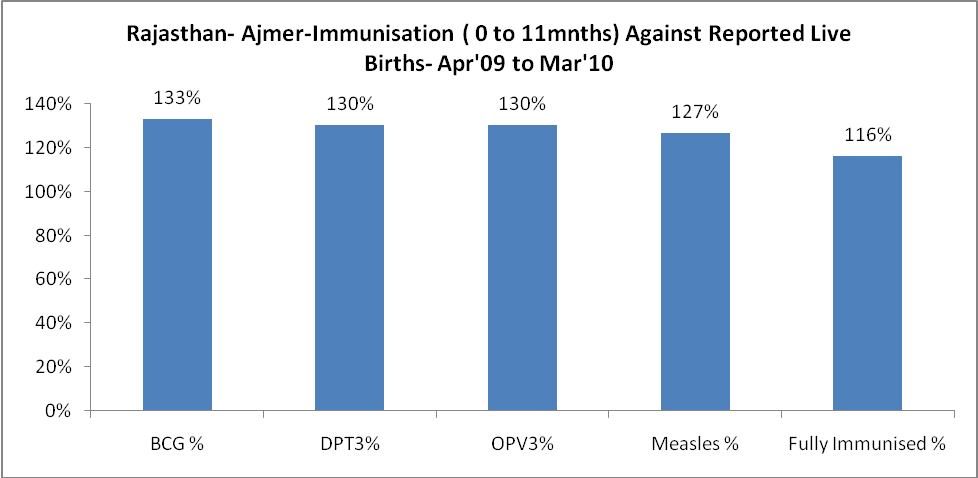 Rajasthan- Ajmer-Immunisation ( 0 to 11mnths) Against Reported Live
Births- Apr'09 to Mar'10
133%
130%
130%
127%
116%
140%
120%
100%
80%
60%
40%
20%
0%
BCG %
DPT3%
OPV3%
Measles %
Fully Immunised %